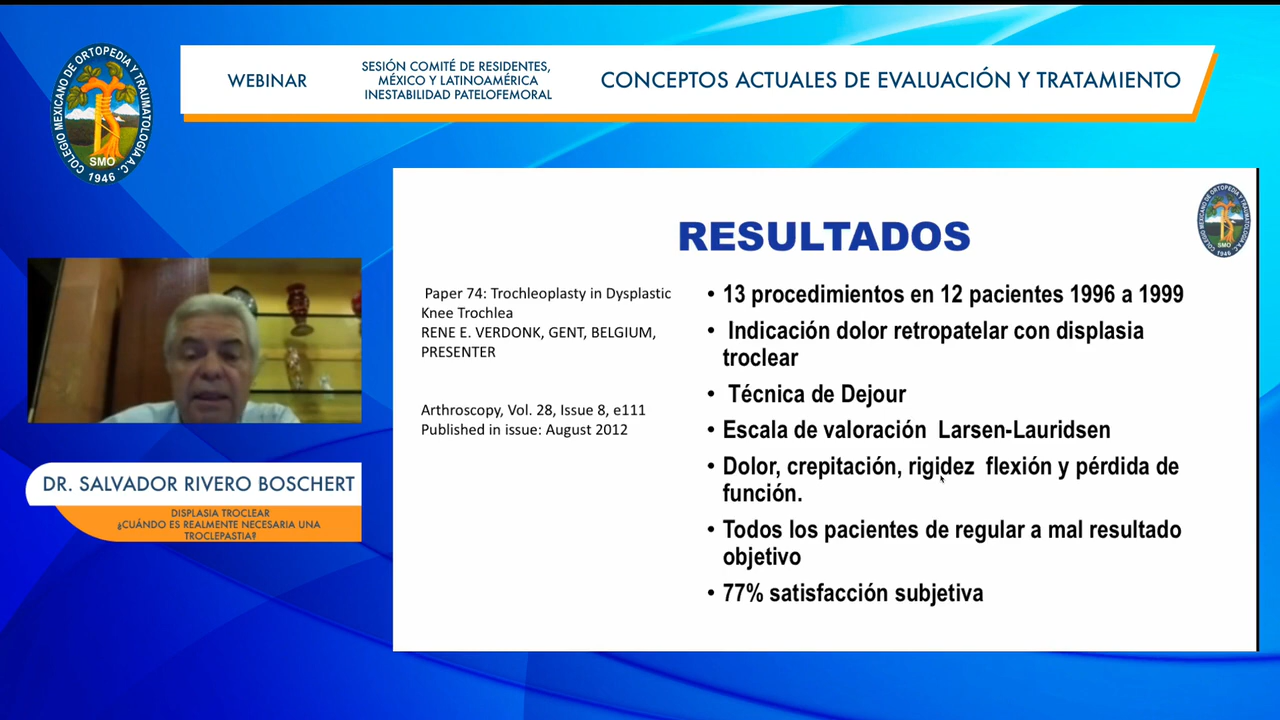 COLEGIO MEXICANO DE ORTOPEDIA Y TRAUMATOLOGIA A.C.
SMO
1946
WEBINAR
SESIÓN COMITÉ DE RESIDENTES,
MÉXICO Y LATINOAMÉRICA
INESTABILIDAD PATELOFEMORAL
CONCEPTOS ACTUALES DE EVALUACIÓN Y TRATAMIENTO
RESULTADOS
Paper 74: Trochleoplasty in Dysplastic
Knee Trochlea
RENE E. VERDONK, GENT, BELGIUM,
PRESENTER
Arthroscopy, Vol. 28, Issue 8, e111
Published in issue: August 2012
• 13 procedimientos en 12 pacientes 1996 a 1999
• Indicación dolor retropatelar con displasia
troclear
• Técnica de Dejour
• Escala de valoración Larsen-Lauridsen
• Dolor, crepitación, rigidez flexión y pérdida de
función.
• Todos los pacientes de regular a mal resultado
objetivo
• 77% satisfacción subjetiva
DR. SALVADOR RIVERO BOSCHERT
DISPLASIA TROCLEAR
¿CUÁNDO ES REALMENTE NECESARIA UNA
TROCLEPASTIA?